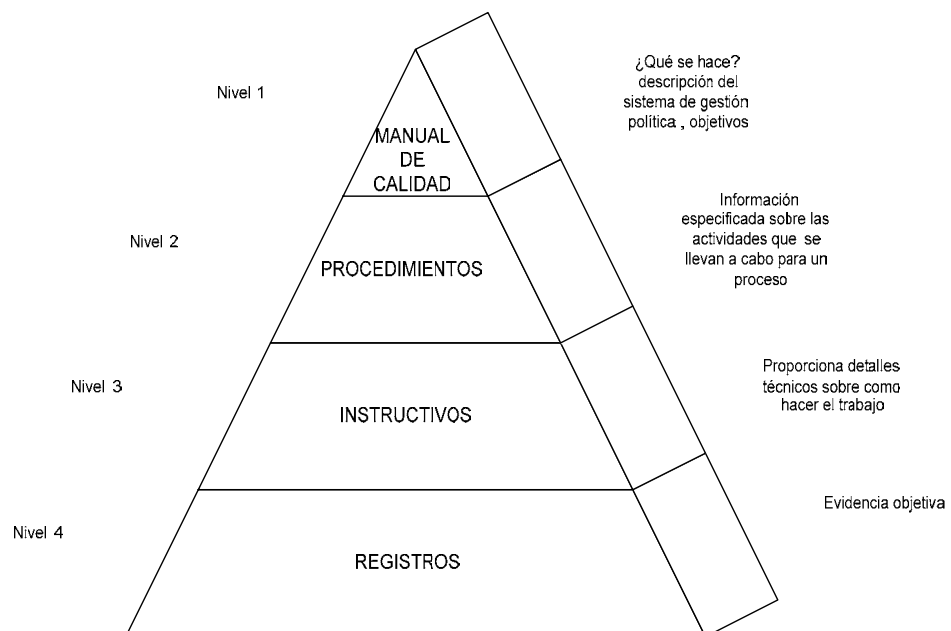 Nivel 1
MANUAL
DE
CALIDAD
¿Qué se hace?
descripción del
sistema de gestión
política , objetivos
Nivel 2
PROCEDIMIENTOS
Información
especificada sobre las
actividades que se
llevan a cabo para un
proceso
Nivel 3
INSTRUCTIVOS
Proporciona detalles
técnicos sobre como
hacer el trabajo
Nivel 4
REGISTROS
Evidencia objetiva